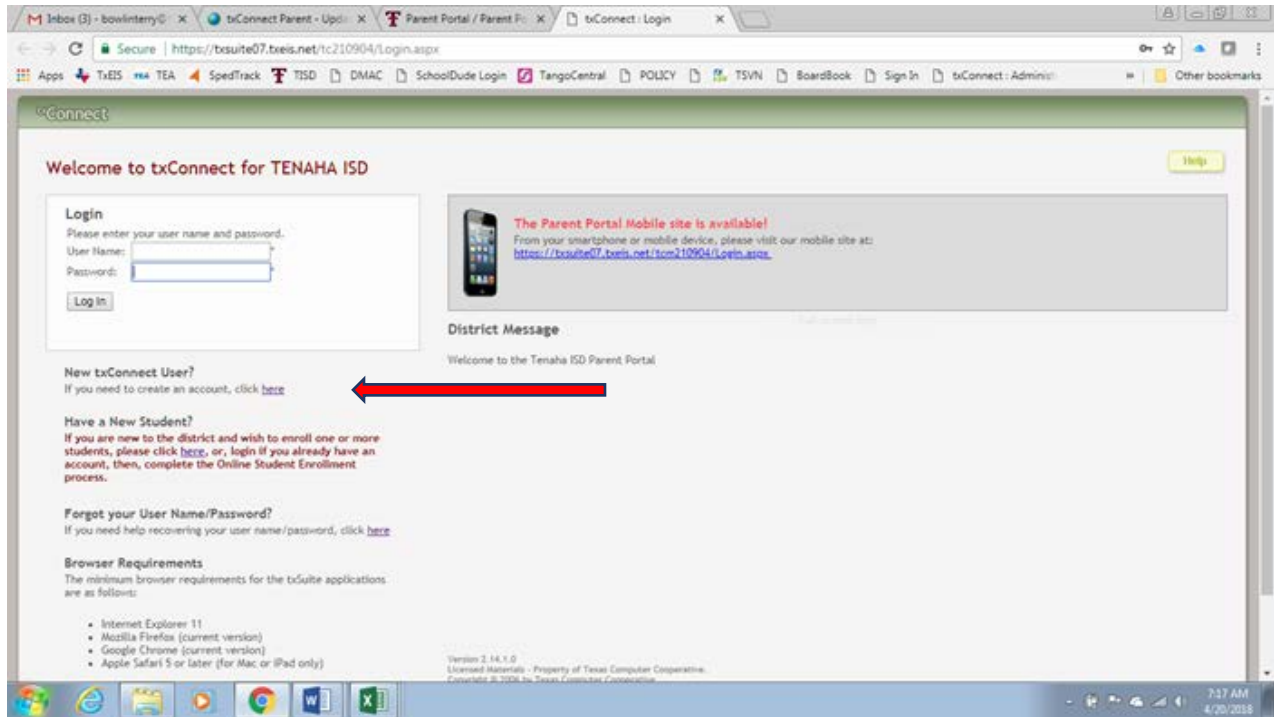 Inbox (3) - bowlinterry@
txConnect Parent - Upd
Parent Portal / Parent P
txConnect : Login
Secure | https://txsuite07.txeis.net/tc210904/Login.aspx
Apps TxEIS TEA TEA SpedTrack TISD DMAC SchoolDude Login TangoCentral POLICY TSVN BoardBook Sign In txConnect : Adminis Other bookmarks
txConnect
Welcome to txConnect for TENAHA ISD
Help
Login
Please enter your user name and password.
User Name: *
Password: *
Log In
The Parent Portal Mobile site is available!
From your smartphone or mobile device, please visit our mobile site at:
https://txsuite07.txeis.net/tcm210904/Login.aspx
District Message
Welcome to the Tenaha ISD Parent Portal
New txConnect User?
If you need to create an account, click here
Have a New Student?
If you are new to the district and wish to enroll one or more
students, please click here, or, login if you already have an
account, then, complete the Online Student Enrollment
process.
Forgot your User Name/Password?
If you need help recovering your user name/password, click here
Browser Requirements
The minimum browser requirements for the txSuite applications
are as follows:
• Internet Explorer 11
• Mozilla Firefox (current version)
• Google Chrome (current version)
• Apple Safari 5 or later (for Mac or iPad only)
Version 2.14.1.0
Licensed Materials - Property of Texas Computer Cooperative.
Copyright © 2006 by Texas Computer Cooperative
7:17 AM
4/20/2018